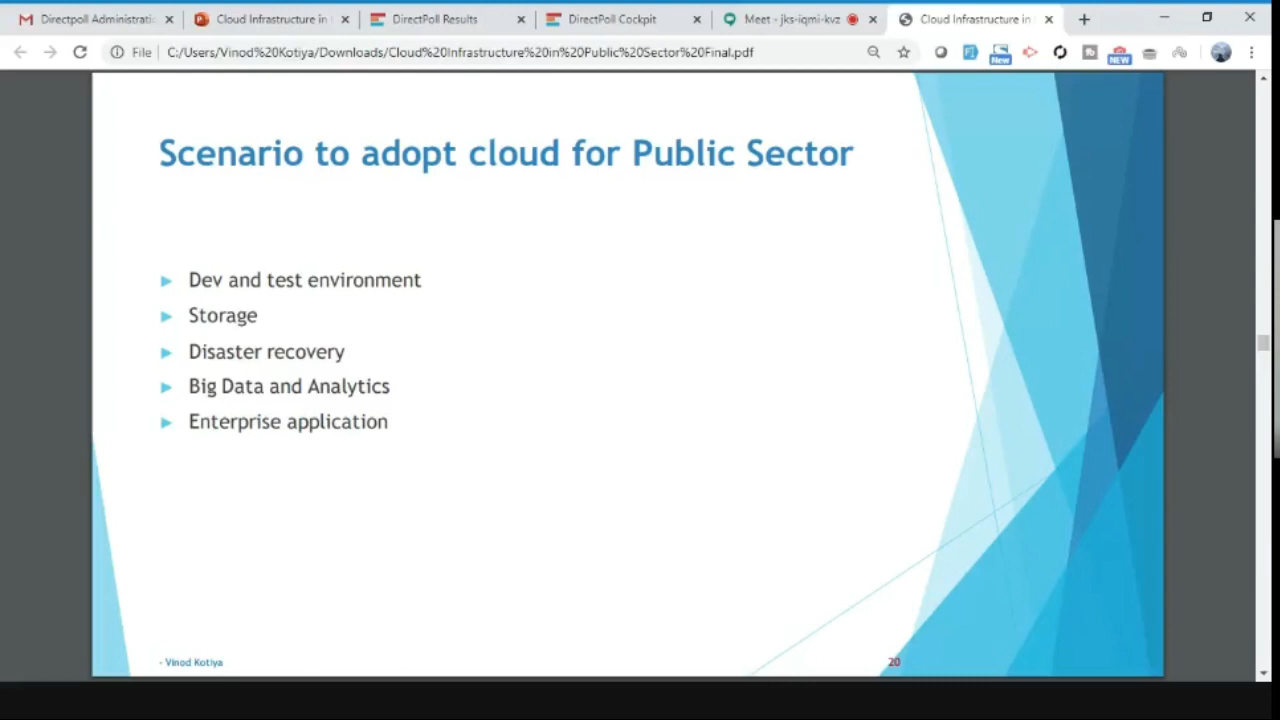 Directpoll Administrati
Cloud Infrastructure in
DirectPoll Results
DirectPoll Cockpit
Meet - jks-iqmi-kvz
Cloud Infrastructure in
File
C:/Users/Vinod%20Kotiya/Downloads/Cloud%20Infrastructure%20in%20Public%20Sector%20Final.pdf
New
NEW
Scenario to adopt cloud for Public Sector
Dev and test environment
Storage
Disaster recovery
Big Data and Analytics
Enterprise application
- Vinod Kotiya
20